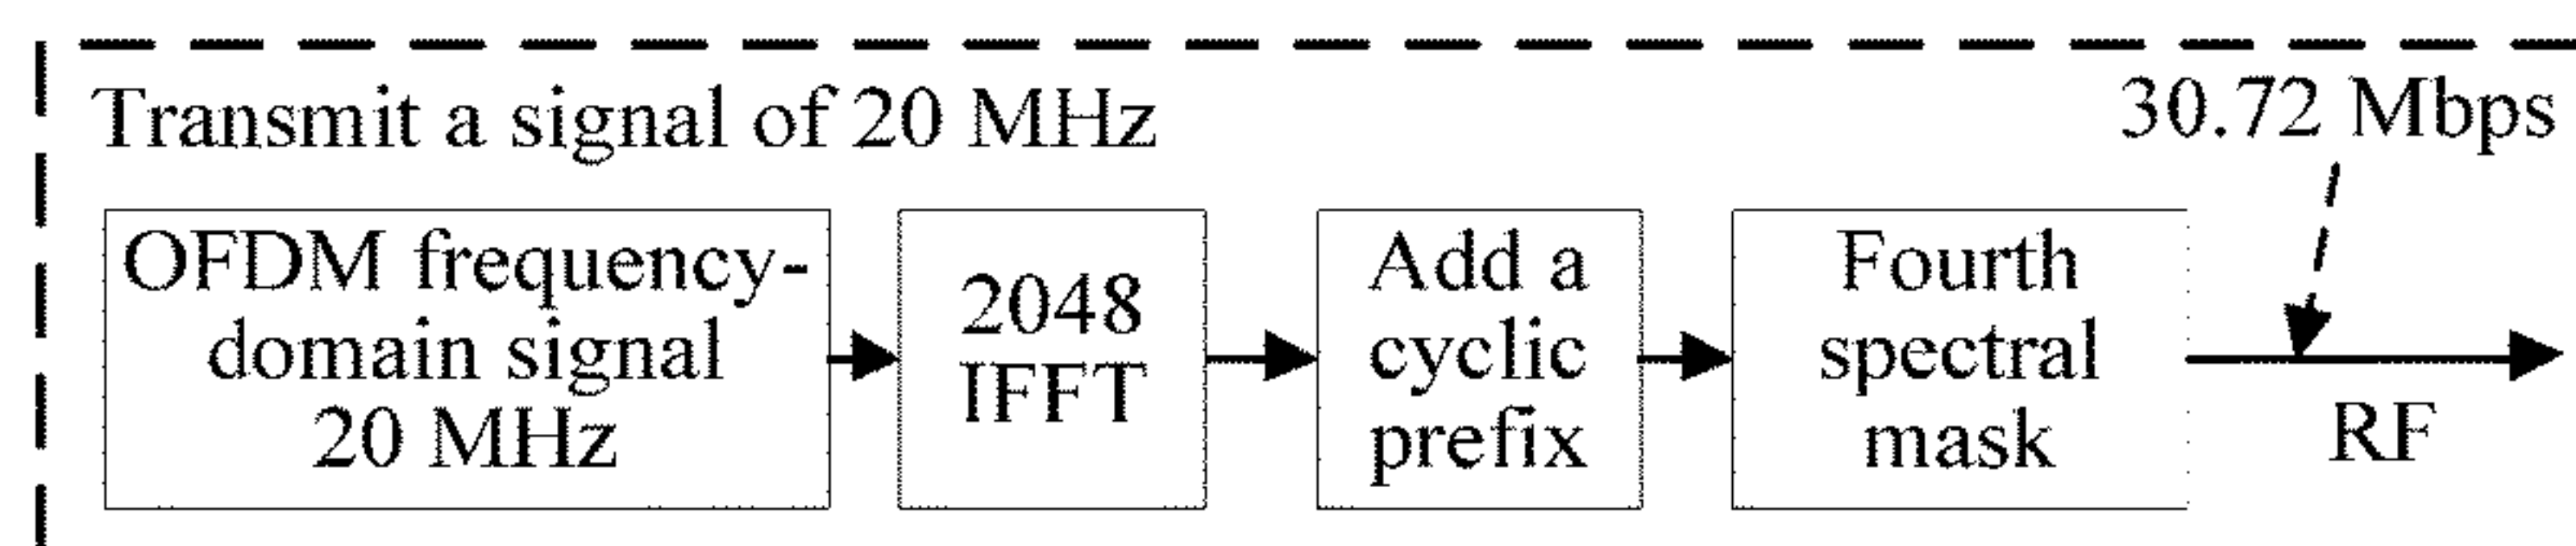 Transmit a signal of 20 MHz
30.72 Mbps
OFDM frequency-
domain signal
20 MHz
2048
IFFT
Add a
cyclic
prefix
Fourth
spectral
mask
RF